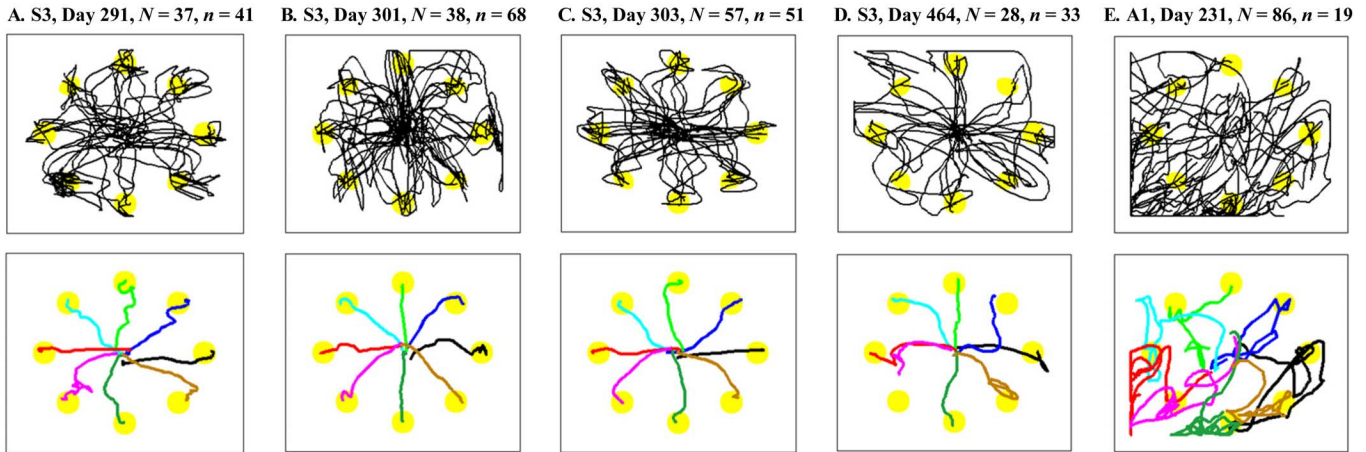 A. S3, Day 291, N = 37, n = 41
B. S3, Day 301, N = 38, n = 68
C. S3, Day 303, N = 57, n = 51
D. S3, Day 464, N = 28, n = 33
E. A1, Day 231, N = 86, n = 19